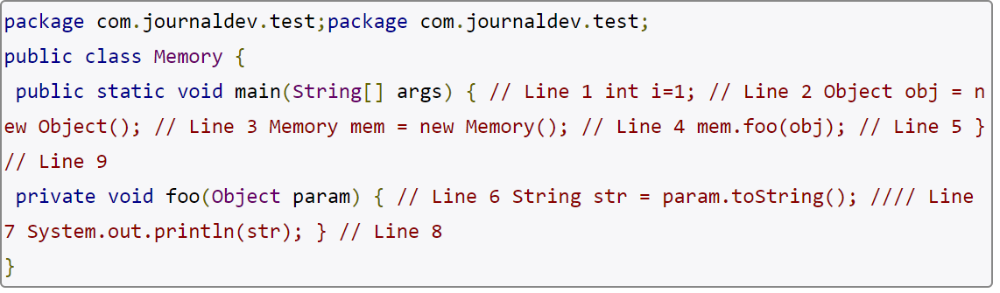 package com.journaldev.test;package com.journaldev.test;
public class Memory {
 public static void main(String[] args) { // Line 1 int i=1; // Line 2 Object obj = n
ew Object(); // Line 3 Memory mem = new Memory(); // Line 4 mem.foo(obj); // Line 5 }
// Line 9
 private void foo(Object param) { // Line 6 String str = param.toString(); //// Line
7 System.out.println(str); } // Line 8
}